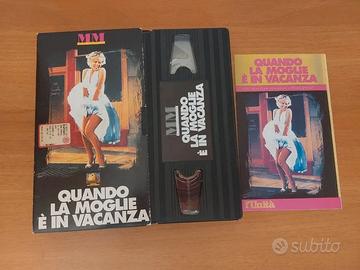 MM
QUANDO
LA MOGLIE
È IN VACANZA
MM
QUANDO
LA MOGLIE
È IN VACANZA
QUANDO
LA MOGLIE
È IN VACANZA
l'Unità
subito